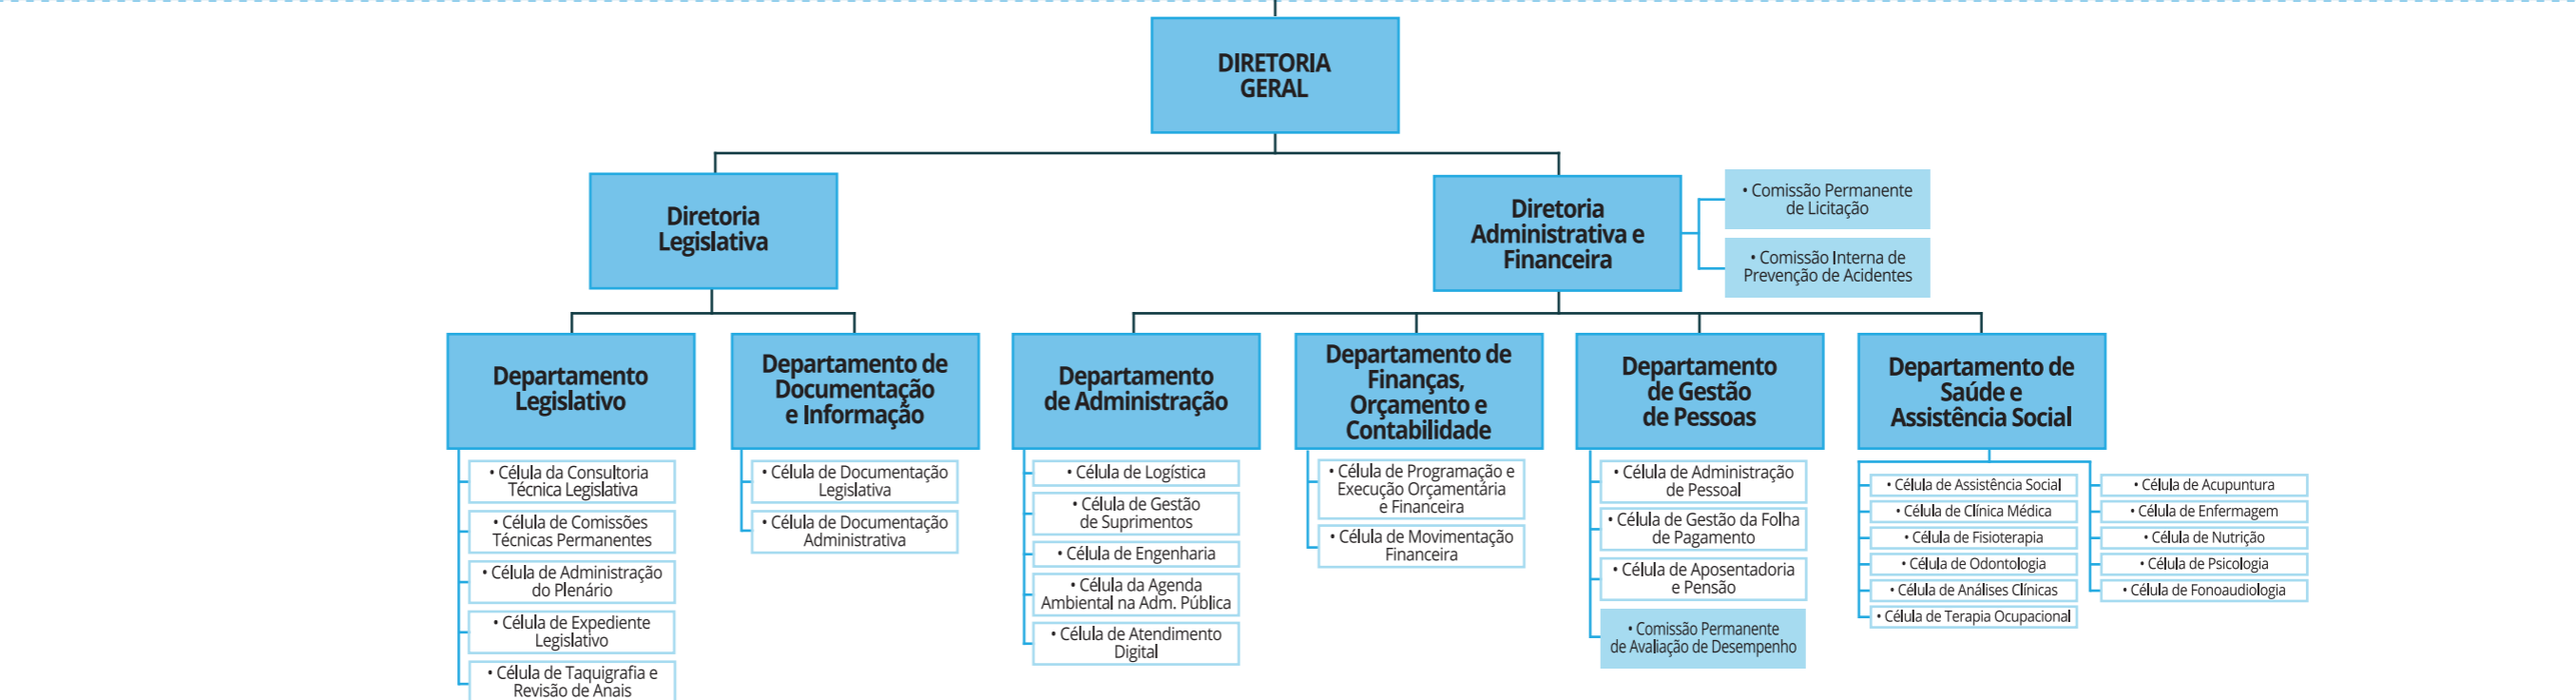 DIRETORIA
GERAL
Diretoria
Legislativa
Diretoria
Administrativa e
Financeira
• Comissão Permanente
de Licitação
• Comissão Interna de
Prevenção de Acidentes
Departamento
Legislativo
Departamento de
Documentação
e Informação
Departamento
de Administração
Departamento de
Finanças,
Orçamento e
Contabilidade
Departamento
de Gestão
de Pessoas
Departamento de
Saúde e
Assistência Social
• Célula da Consultoria
Técnica Legislativa
• Célula de Comissões
Técnicas Permanentes
• Célula de Administração
do Plenário
• Célula de Expediente
Legislativo
• Célula de Taquigrafia e
Revisão de Anais
• Célula de Documentação
Legislativa
• Célula de Documentação
Administrativa
• Célula de Logística
• Célula de Gestão
de Suprimentos
• Célula de Engenharia
• Célula da Agenda
Ambiental na Adm. Pública
• Célula de Atendimento
Digital
• Célula de Programação e
Execução Orçamentária
e Financeira
• Célula de Movimentação
Financeira
• Célula de Administração
de Pessoal
• Célula de Gestão da Folha
de Pagamento
• Célula de Aposentadoria
e Pensão
• Comissão Permanente
de Avaliação de Desempenho
• Célula de Assistência Social
• Célula de Clínica Médica
• Célula de Fisioterapia
• Célula de Odontologia
• Célula de Análises Clínicas
• Célula de Terapia Ocupacional
• Célula de Acupuntura
• Célula de Enfermagem
• Célula de Nutrição
• Célula de Psicologia
• Célula de Fonoaudiologia